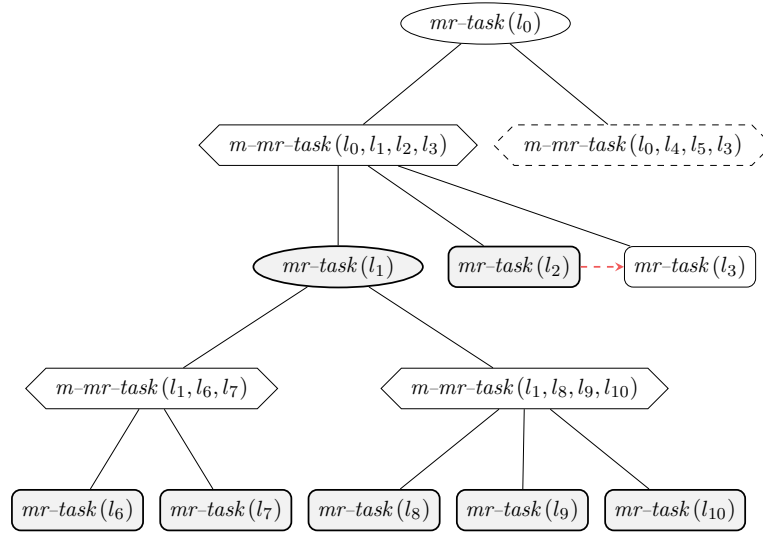 mr–task(l₀)
m–mr–task(l₀, l₁, l₂, l₃)
m–mr–task(l₀, l₄, l₅, l₃)
mr–task(l₁)
mr–task(l₂)
mr–task(l₃)
m–mr–task(l₁, l₆, l₇)
m–mr–task(l₁, l₈, l₉, l₁₀)
mr–task(l₆)
mr–task(l₇)
mr–task(l₈)
mr–task(l₉)
mr–task(l₁₀)